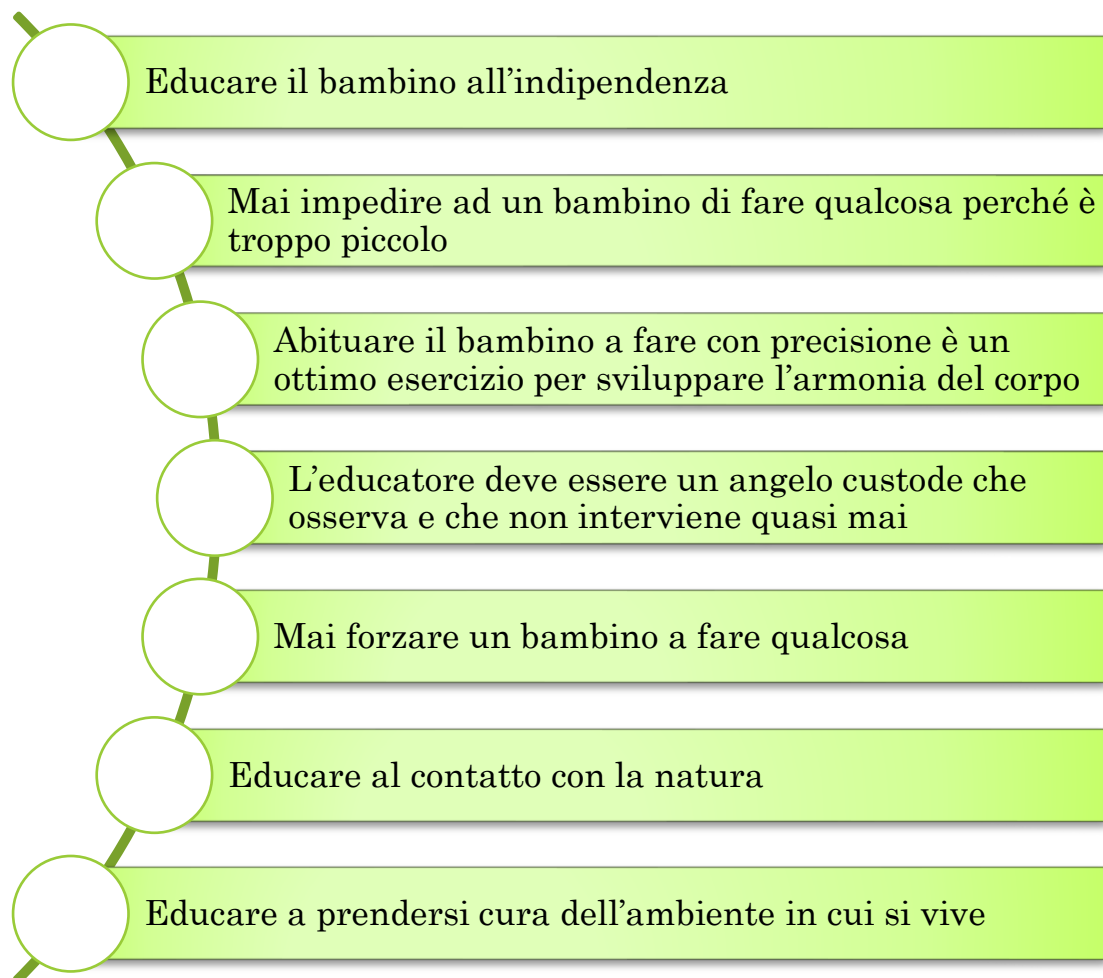 Educare il bambino all’indipendenza
Mai impedire ad un bambino di fare qualcosa perché è
troppo piccolo
Abituare il bambino a fare con precisione è un
ottimo esercizio per sviluppare l’armonia del corpo
L’educatore deve essere un angelo custode che
osserva e che non interviene quasi mai
Mai forzare un bambino a fare qualcosa
Educare al contatto con la natura
Educare a prendersi cura dell’ambiente in cui si vive